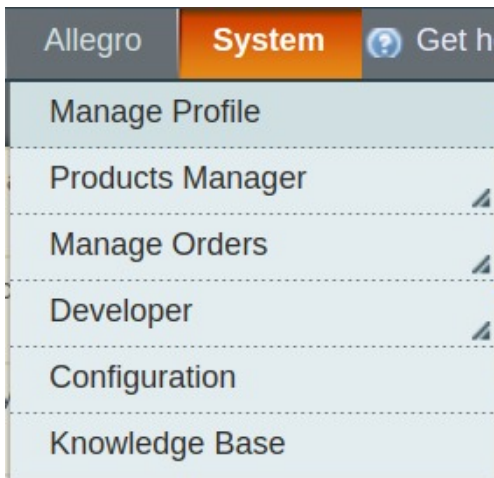 Allegro System Get h
Manage Profile
Products Manager
Manage Orders
Developer
Configuration
Knowledge Base